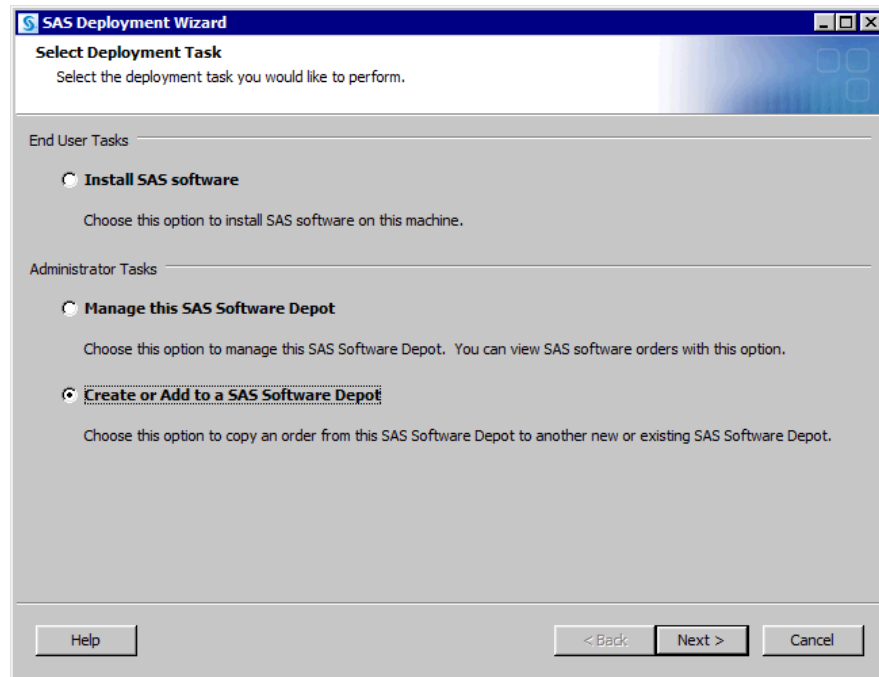 SAS Deployment Wizard
Select Deployment Task
Select the deployment task you would like to perform.
End User Tasks
Install SAS software
Choose this option to install SAS software on this machine.
Administrator Tasks
Manage this SAS Software Depot
Choose this option to manage this SAS Software Depot.  You can view SAS software orders with this option.
Create or Add to a SAS Software Depot
Choose this option to copy an order from this SAS Software Depot to another new or existing SAS Software Depot.
Help
< Back
Next >
Cancel